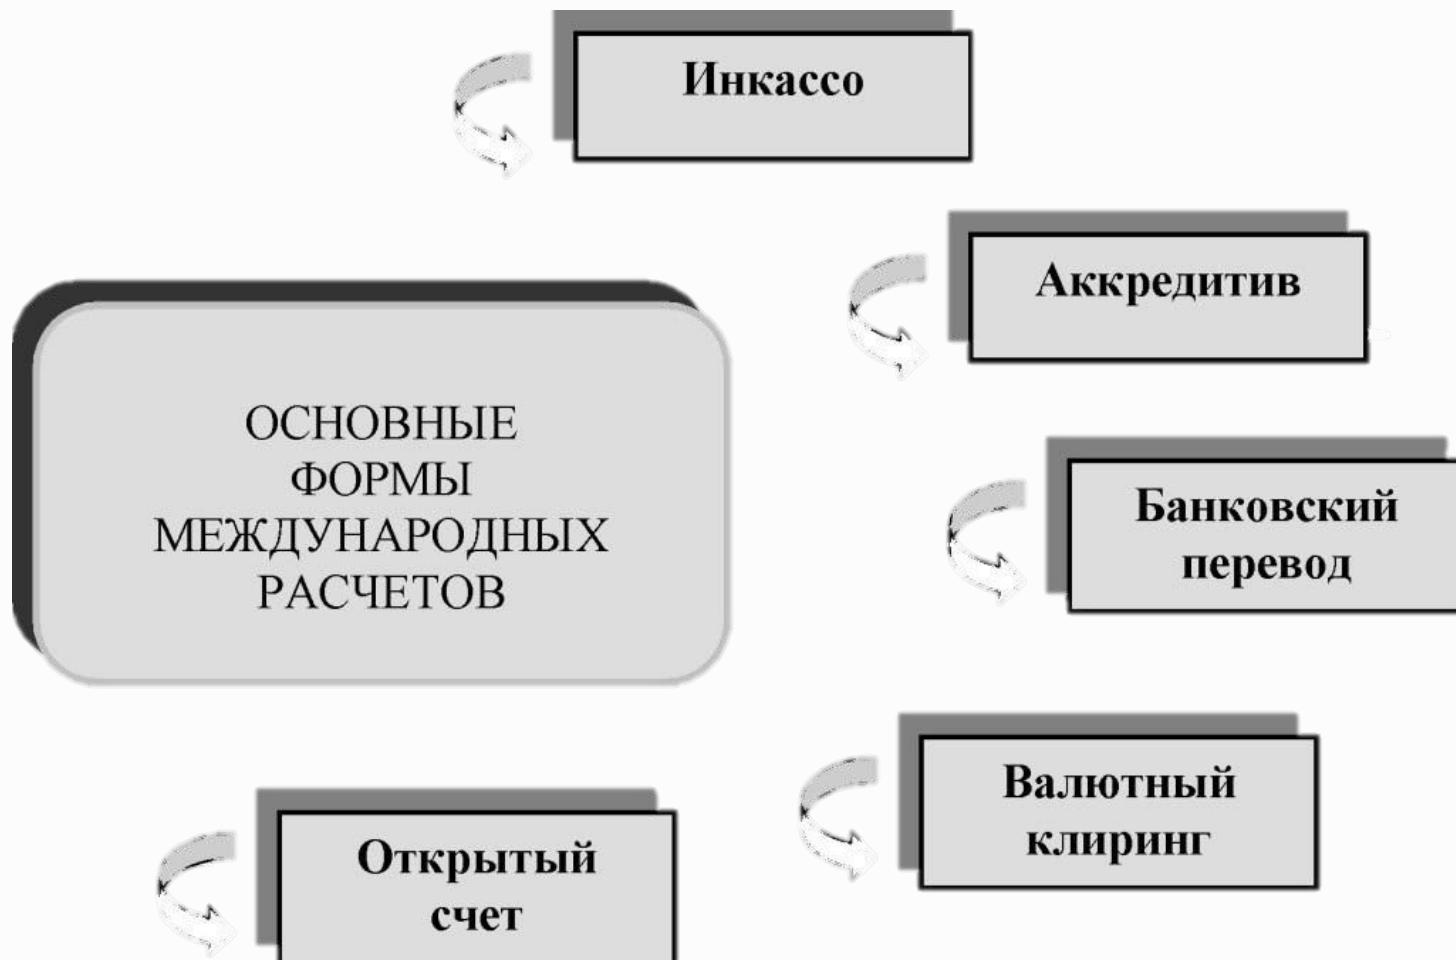 Инкассо
Аккредитив
ОСНОВНЫЕ
ФОРМЫ
МЕЖДУНАРОДНЫХ
РАСЧЕТОВ
Банковский
перевод
Валютный
клиринг
Открытый
счет